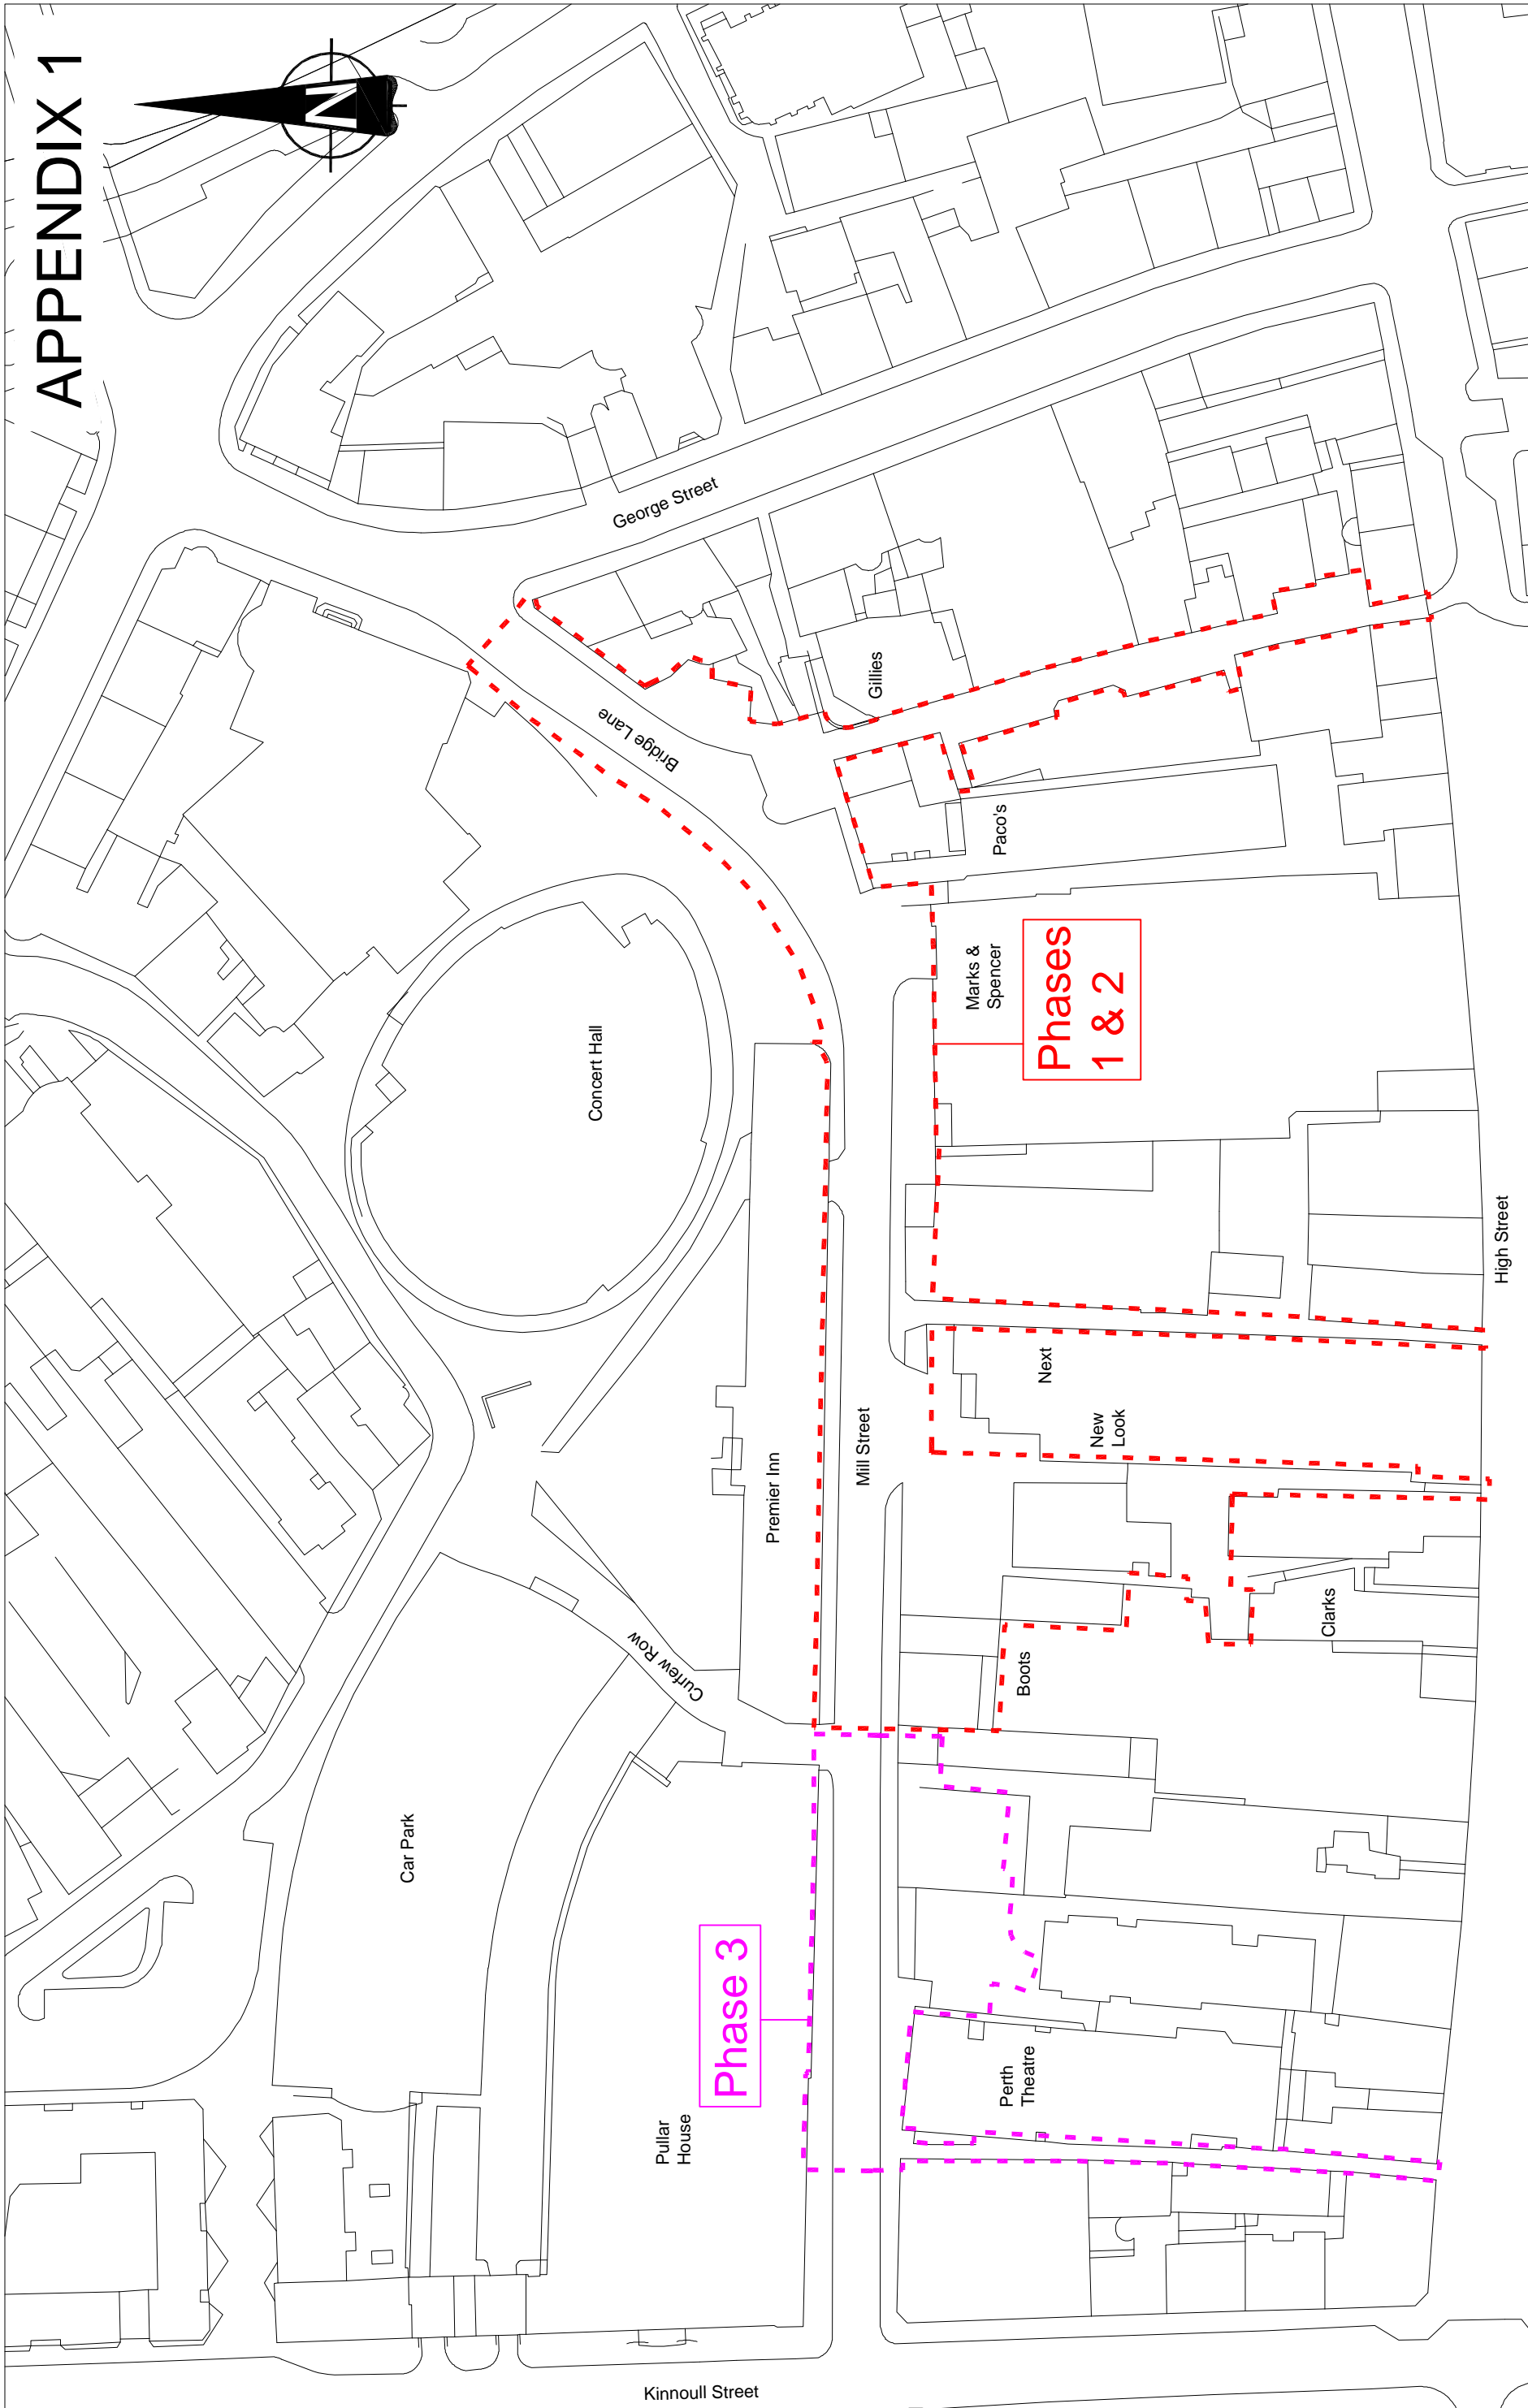 APPENDIX 1
N
George Street
Bridge Lane
Gillies
Paco's
Marks &
Spencer
Phases
1 & 2
Concert Hall
High Street
Next
New
Look
Mill Street
Premier Inn
Clarks
Boots
Curfew Row
Car Park
Phase 3
Perth
Theatre
Pullar
House
Kinnoull Street